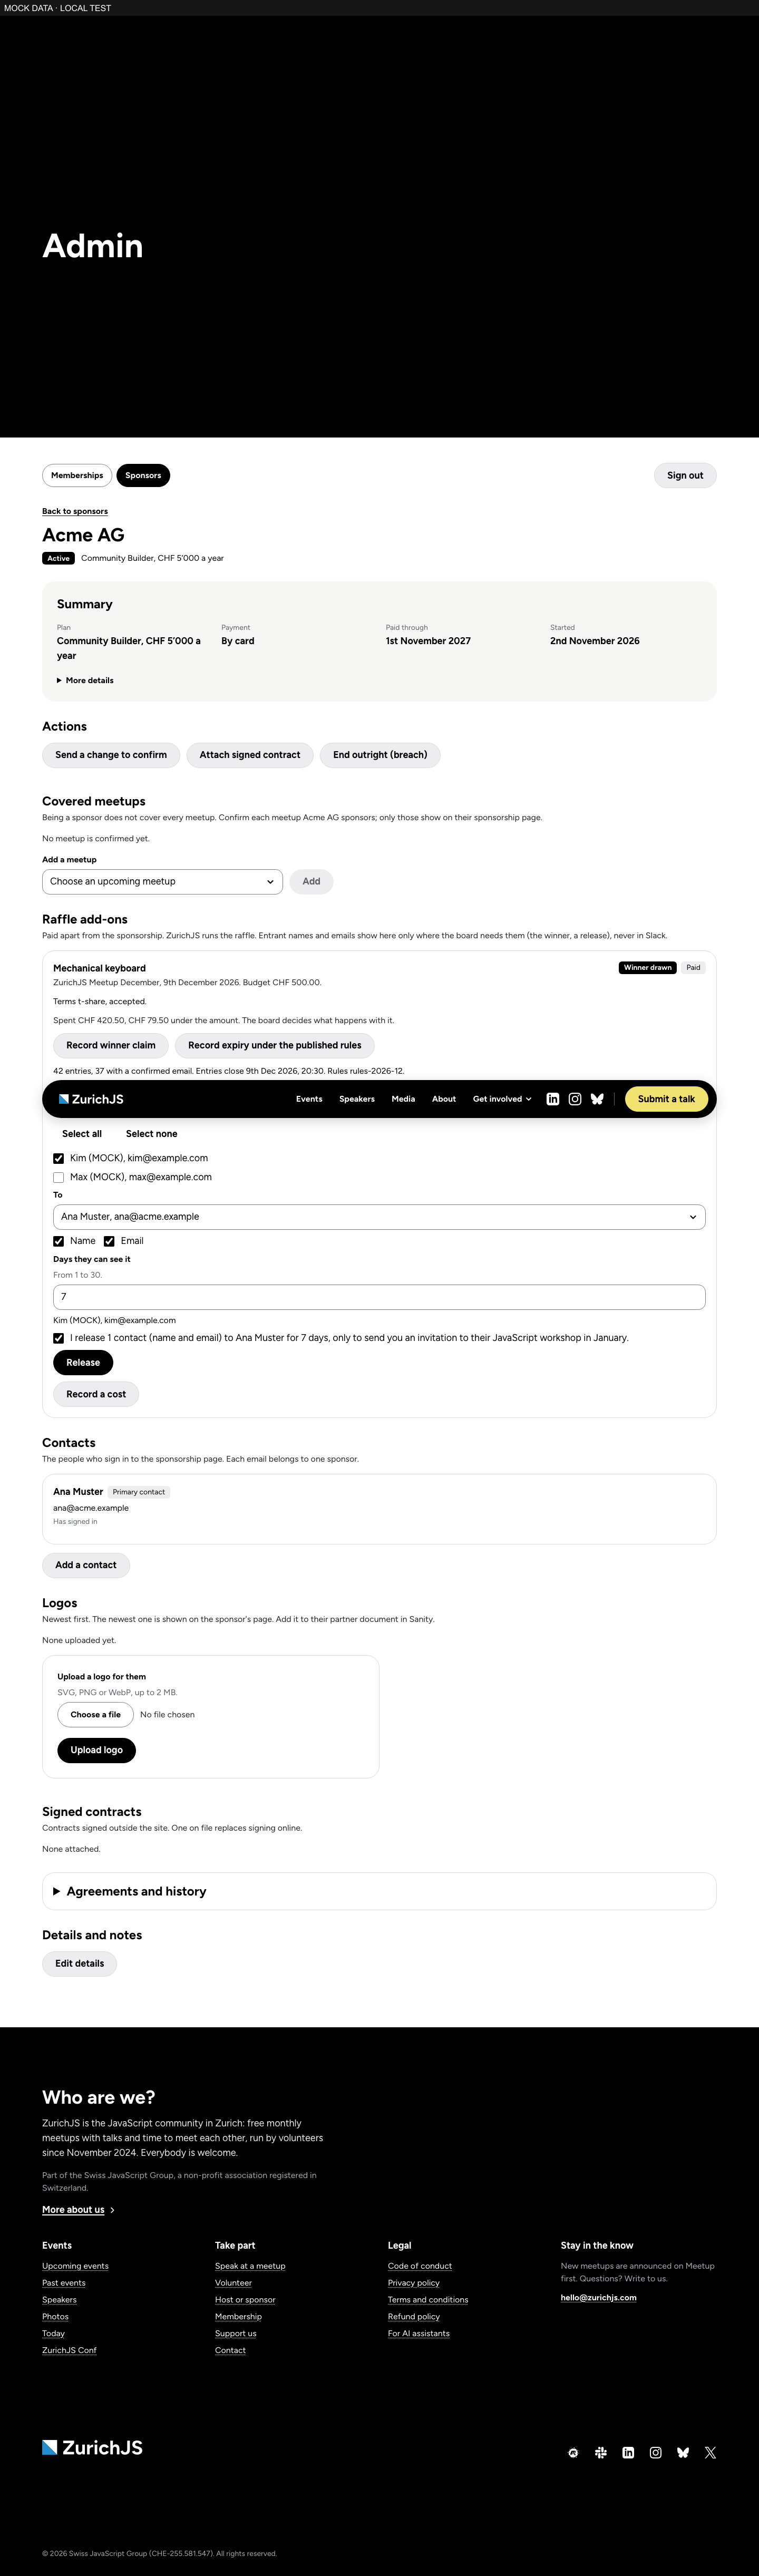 MOCK DATA · LOCAL TEST
Admin
Memberships
Sponsors
Sign out
Back to sponsors
Acme AG
Active
Community Builder, CHF 5’000 a year
Summary
Plan
Community Builder, CHF 5’000 a
year
Payment
By card
Paid through
1st November 2027
Started
2nd November 2026
More details
Actions
Send a change to confirm
Attach signed contract
End outright (breach)
Covered meetups
Being a sponsor does not cover every meetup. Confirm each meetup Acme AG sponsors; only those show on their sponsorship page.
No meetup is confirmed yet.
Add a meetup
Choose an upcoming meetup
Add
Raffle add-ons
Paid apart from the sponsorship. ZurichJS runs the raffle. Entrant names and emails show here only where the board needs them (the winner, a release), never in Slack.
Mechanical keyboard
Winner drawn
Paid
ZurichJS Meetup December, 9th December 2026. Budget CHF 500.00.
Terms t-share, accepted.
Spent CHF 420.50, CHF 79.50 under the amount. The board decides what happens with it.
Record winner claim
Record expiry under the published rules
42 entries, 37 with a confirmed email. Entries close 9th Dec 2026, 20:30. Rules rules-2026-12.
ZurichJS
Events
Speakers
Media
About
Get involved
Submit a talk
Select all
Select none
Kim (MOCK), kim@example.com
Max (MOCK), max@example.com
To
Ana Muster, ana@acme.example
Name
Email
Days they can see it
From 1 to 30.
7
Kim (MOCK), kim@example.com
I release 1 contact (name and email) to Ana Muster for 7 days, only to send you an invitation to their JavaScript workshop in January.
Release
Record a cost
Contacts
The people who sign in to the sponsorship page. Each email belongs to one sponsor.
Ana Muster
Primary contact
ana@acme.example
Has signed in
Add a contact
Logos
Newest first. The newest one is shown on the sponsor's page. Add it to their partner document in Sanity.
None uploaded yet.
Upload a logo for them
SVG, PNG or WebP, up to 2 MB.
Choose a file
No file chosen
Upload logo
Signed contracts
Contracts signed outside the site. One on file replaces signing online.
None attached.
Agreements and history
Details and notes
Edit details
Who are we?
ZurichJS is the JavaScript community in Zurich: free monthly
meetups with talks and time to meet each other, run by volunteers
since November 2024. Everybody is welcome.
Part of the Swiss JavaScript Group, a non-profit association registered in
Switzerland.
More about us
Events
Upcoming events
Past events
Speakers
Photos
Today
ZurichJS Conf
Take part
Speak at a meetup
Volunteer
Host or sponsor
Membership
Support us
Contact
Legal
Code of conduct
Privacy policy
Terms and conditions
Refund policy
For AI assistants
Stay in the know
New meetups are announced on Meetup
first. Questions? Write to us.
hello@zurichjs.com
ZurichJS
© 2026 Swiss JavaScript Group (CHE-255.581.547). All rights reserved.